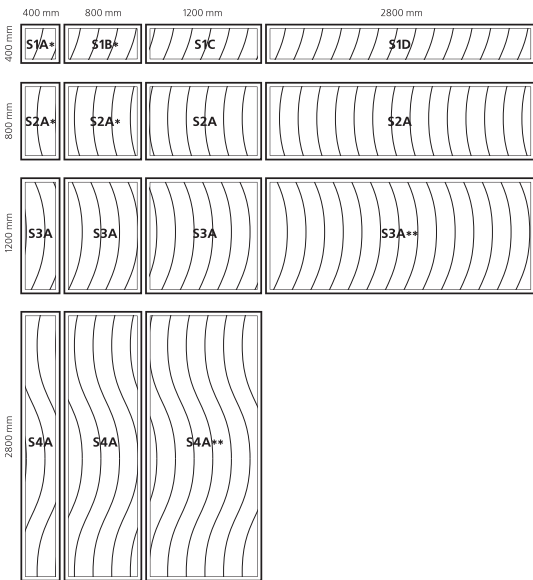 400 mm 800 mm 1200 mm 2800 mm
400 mm
S1A* S1B* S1C S1D
800 mm
S2A* S2A* S2A S2A
1200 mm
S3A S3A S3A S3A**
2800 mm
S4A S4A S4A**